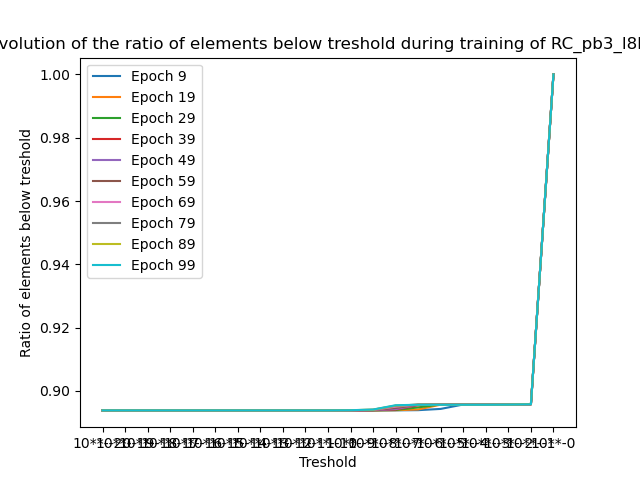 volution of the ratio of elements below treshold during training of RC_pb3_l8l
1.00
0.98
0.96
0.94
0.92
0.90
Ratio of elements below treshold
Epoch 9
Epoch 19
Epoch 29
Epoch 39
Epoch 49
Epoch 59
Epoch 69
Epoch 79
Epoch 89
Epoch 99
Treshold